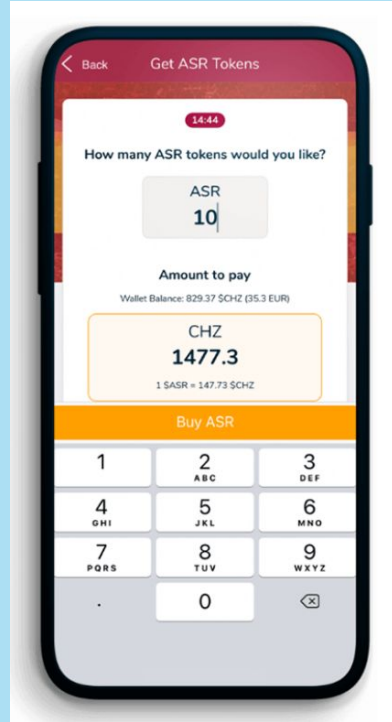 Back Get ASR Tokens
14:44
How many ASR tokens would you like?
ASR
10
Amount to pay
Wallet Balance: 829.37 $CHZ (35.3 EUR)
CHZ
1477.3
1 $ASR = 147.73 $CHZ
Buy ASR
1 2 3
ABC DEF
4 5 6
GHI JKL MNO
7 8 9
PQRS TUV WXYZ
. 0